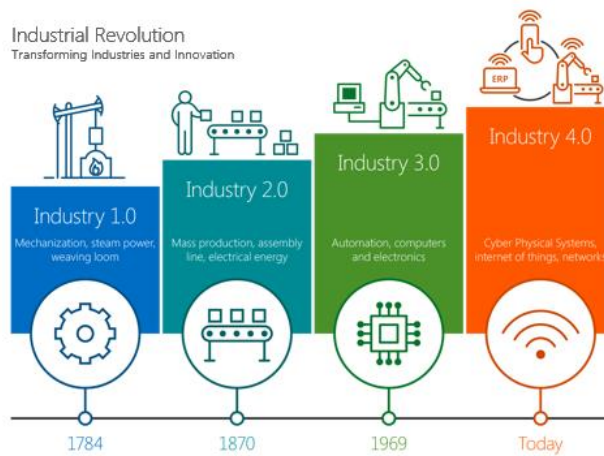 Industrial Revolution
Transforming Industries and Innovation
ERP
Industry 1.0
Mechanization, steam power,
weaving loom
Industry 2.0
Mass production, assembly
line, electrical energy
Industry 3.0
Automation, computers
and electronics
Industry 4.0
Cyber Physical Systems,
internet of things, networks
1784
1870
1969
Today